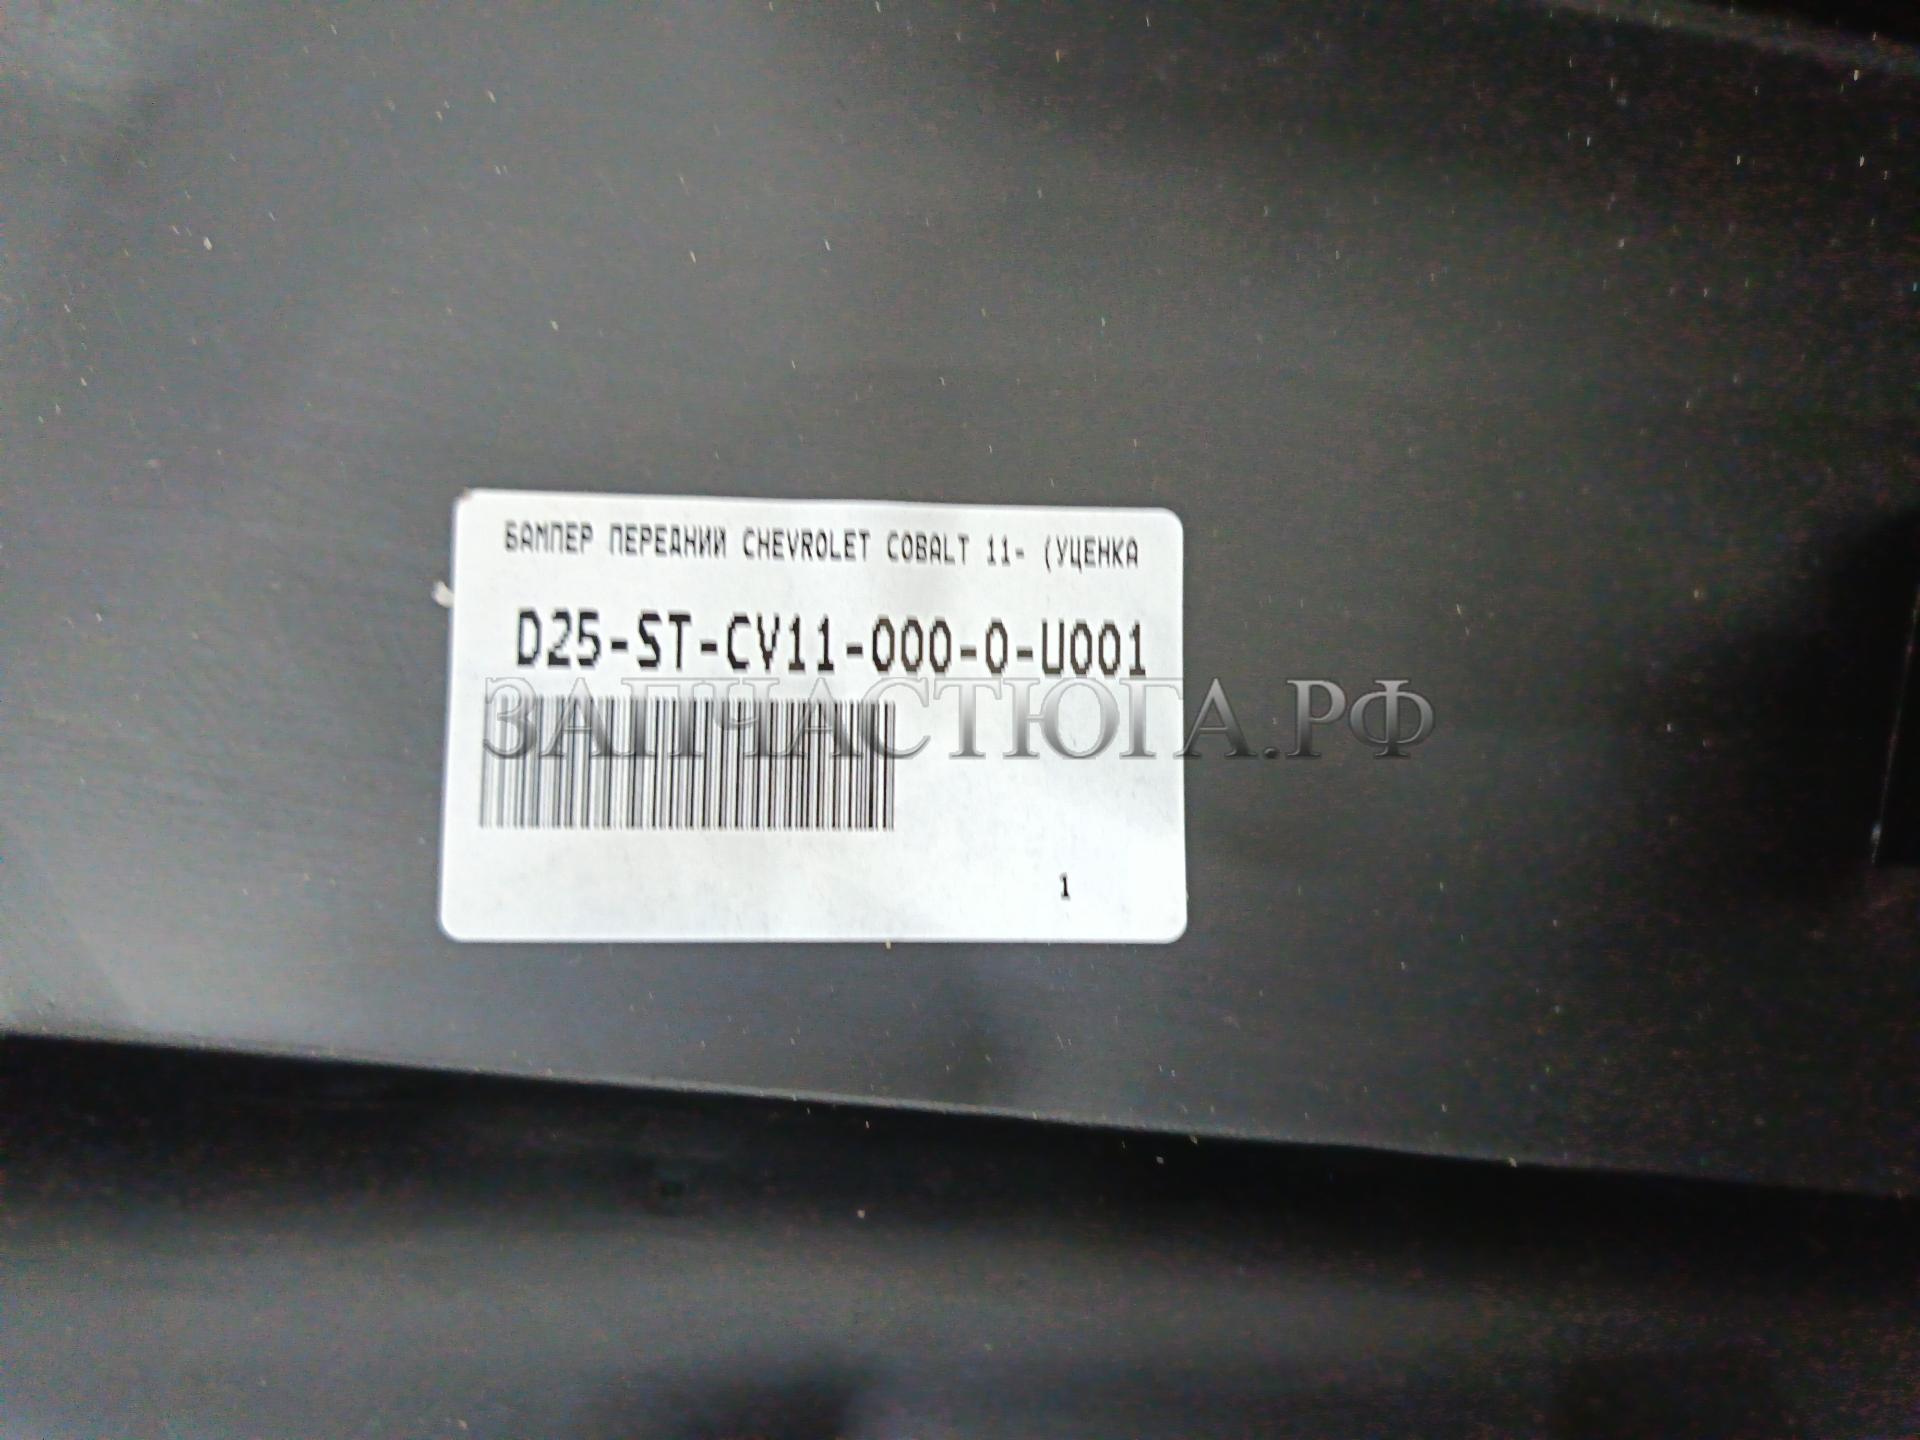 БАМПЕР ПЕРЕДНИЙ CHEVROLET COBALT 11- (УЦЕНКА
D25-ST-CV11-000-0-U001
ЗАПЧАСТЮГА.РФ
1